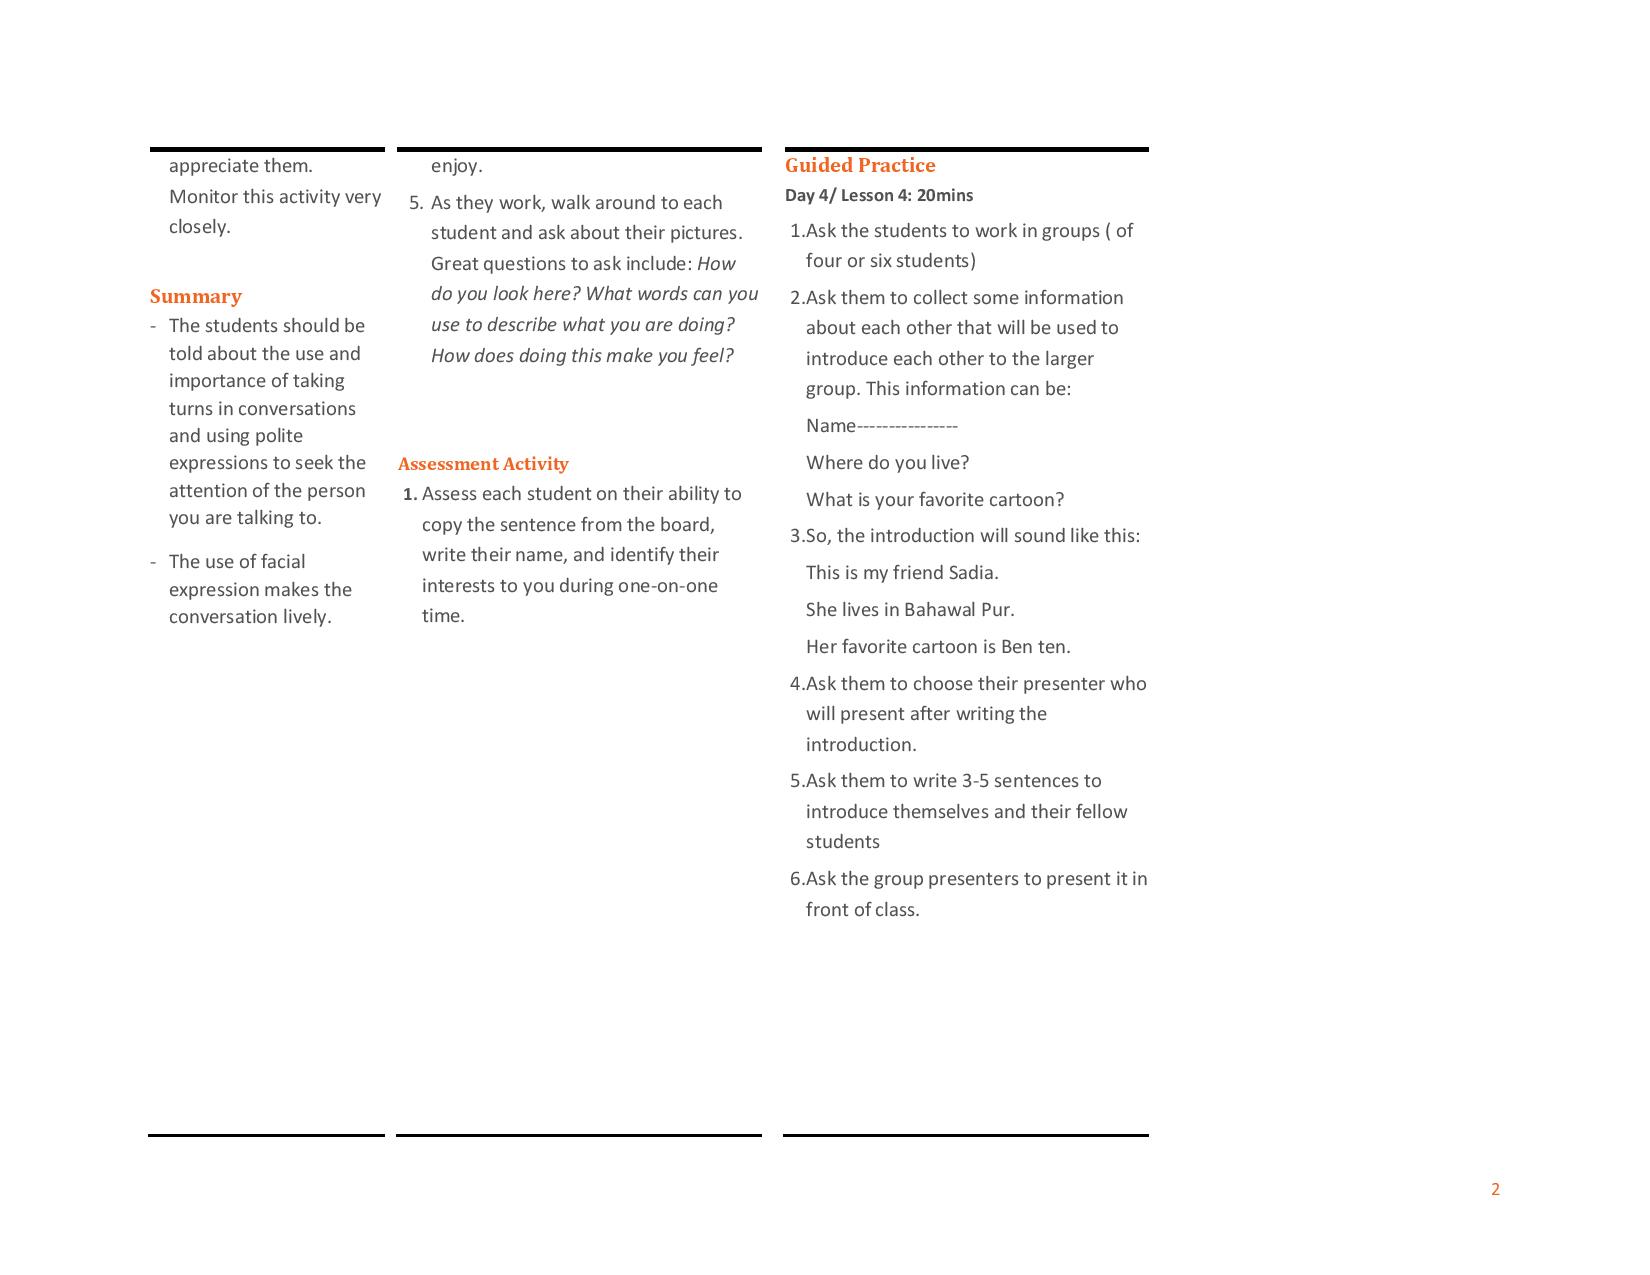 appreciate them.
Monitor this activity very
closely.
Summary
- The students should be
told about the use and
importance of taking
turns in conversations
and using polite
expressions to seek the
attention of the person
you are talking to.
- The use of facial
expression makes the
conversation lively.
enjoy.
5. As they work, walk around to each
student and ask about their pictures.
Great questions to ask include: How
do you look here? What words can you
use to describe what you are doing?
How does doing this make you feel?
Assessment Activity
1. Assess each student on their ability to
copy the sentence from the board,
write their name, and identify their
interests to you during one-on-one
time.
Guided Practice
Day 4/ Lesson 4: 20mins
1.Ask the students to work in groups ( of
four or six students)
2.Ask them to collect some information
about each other that will be used to
introduce each other to the larger
group. This information can be:
Name----------------
Where do you live?
What is your favorite cartoon?
3.So, the introduction will sound like this:
This is my friend Sadia.
She lives in Bahawal Pur.
Her favorite cartoon is Ben ten.
4.Ask them to choose their presenter who
will present after writing the
introduction.
5.Ask them to write 3-5 sentences to
introduce themselves and their fellow
students
6.Ask the group presenters to present it in
front of class.
2